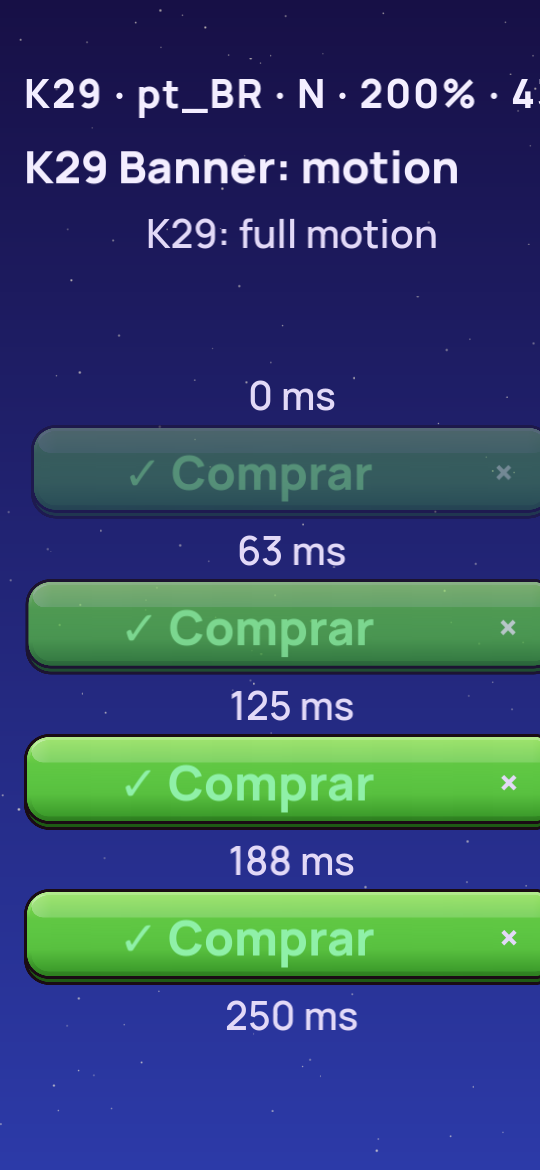 K29 · pt_BR · N · 200% · 4
K29 Banner: motion
K29: full motion
0 ms
✓ Comprar ×
63 ms
✓ Comprar ×
125 ms
✓ Comprar ×
188 ms
✓ Comprar ×
250 ms